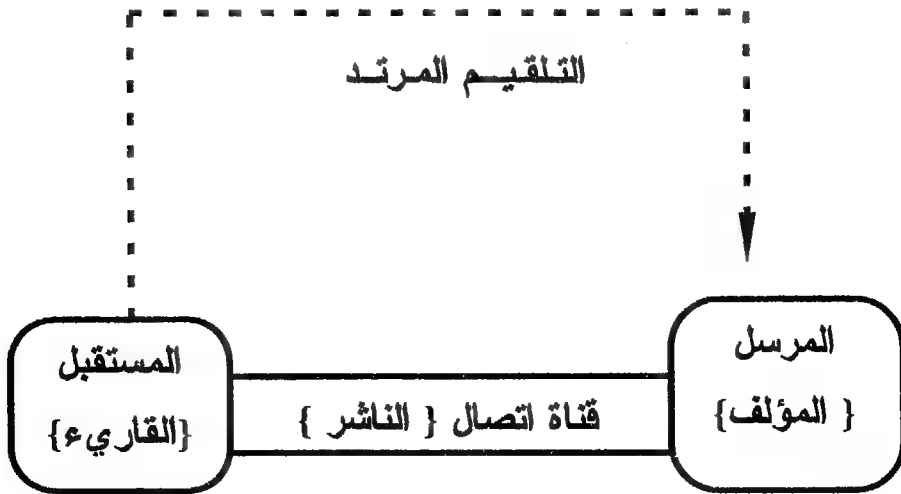 التلقيم المرتد
المرسل
{ المؤلف}
قناة اتصال { الناشر }
المستقبل
{القاريء}